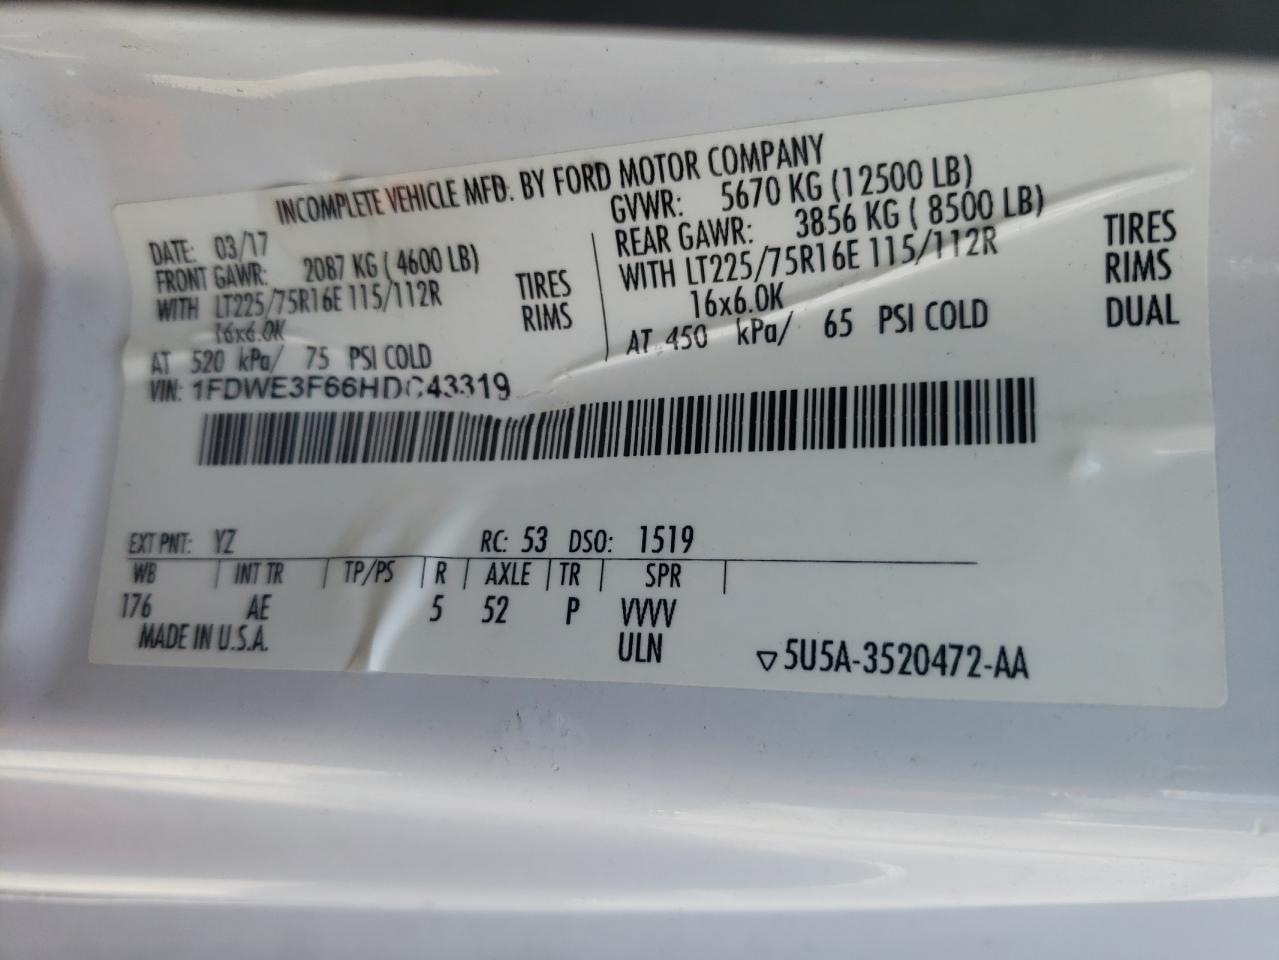 INCOMPLETE VEHICLE MFD. BY FORD MOTOR COMPANY
DATE: 03/17
GVWR: 5670 KG (12500 LB)
FRONT GAWR: 2087 KG ( 4600 LB)
WITH LT225/75R16E 115/112R TIRES
16x6.0K RIMS
AT 520 kPa/ 75 PSI COLD
REAR GAWR: 3856 KG ( 8500 LB)
WITH LT225/75R16E 115/112R TIRES
16x6.0K RIMS
AT 450 kPa/ 65 PSI COLD DUAL
VIN: 1FDWE3F66HDC43319
EXT PNT: YZ RC: 53 DSO: 1519
WB | INT TR | TP/PS | R | AXLE | TR | SPR |
176 AE 5 52 P VVVV
MADE IN U.S.A. ULN
▽5U5A-3520472-AA